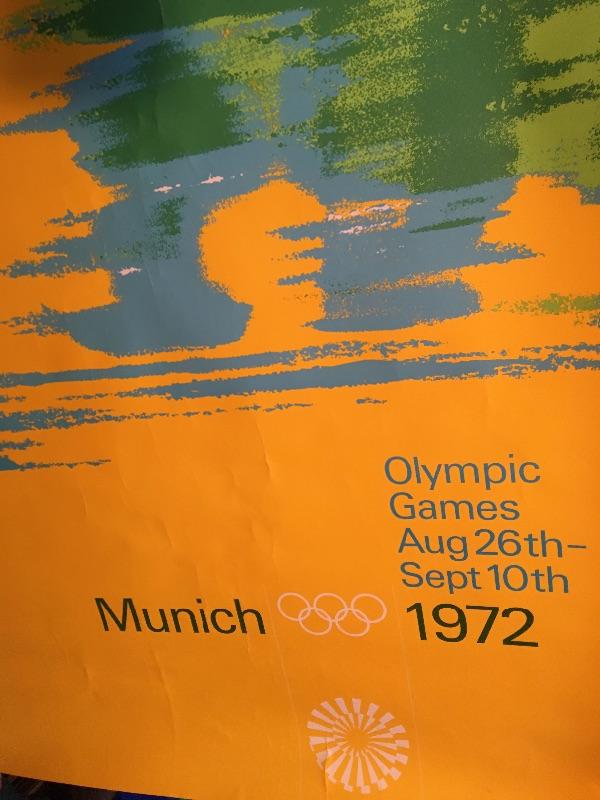 Olympic
Games
Aug 26th–
Sept 10th
Munich 1972